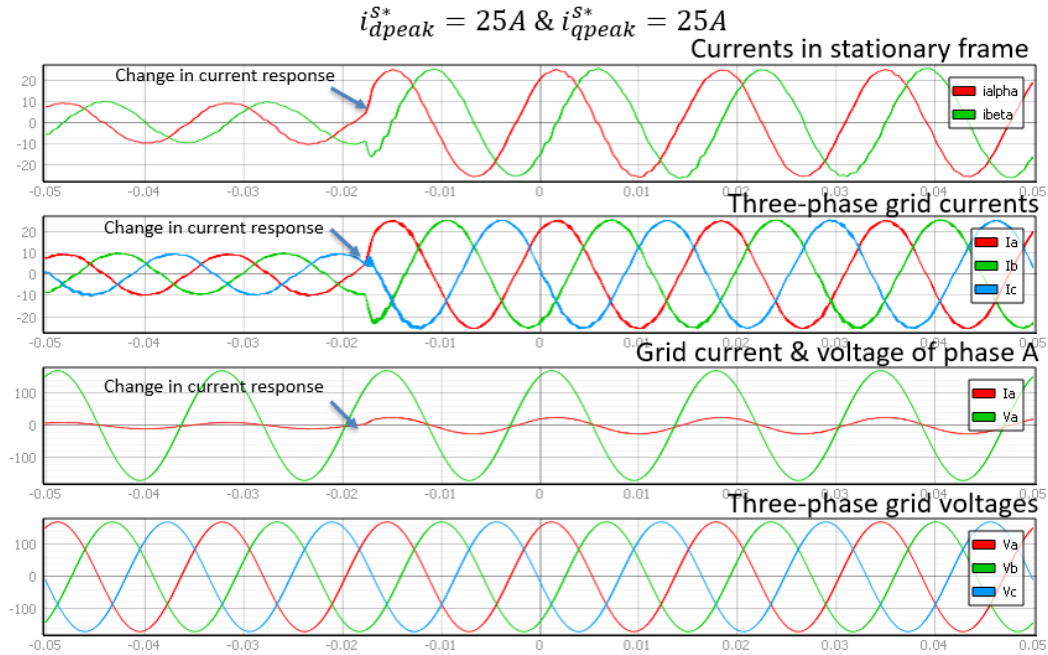 i^{s*}_{dpeak} = 25A & i^{s*}_{qpeak} = 25A
Currents in stationary frame
Change in current response
ialpha
ibeta
20
10
0
-10
-20
-0.05 -0.04 -0.03 -0.02 -0.01 0 0.01 0.02 0.03 0.04 0.05
Three-phase grid currents
Change in current response
Ia
Ib
Ic
20
10
0
-10
-20
-0.05 -0.04 -0.03 -0.02 -0.01 0 0.01 0.02 0.03 0.04 0.05
Grid current & voltage of phase A
Change in current response
Ia
Va
100
0
-100
-0.05 -0.04 -0.03 -0.02 -0.01 0 0.01 0.02 0.03 0.04 0.05
Three-phase grid voltages
Va
Vb
Vc
100
0
-100
-0.05 -0.04 -0.03 -0.02 -0.01 0 0.01 0.02 0.03 0.04 0.05